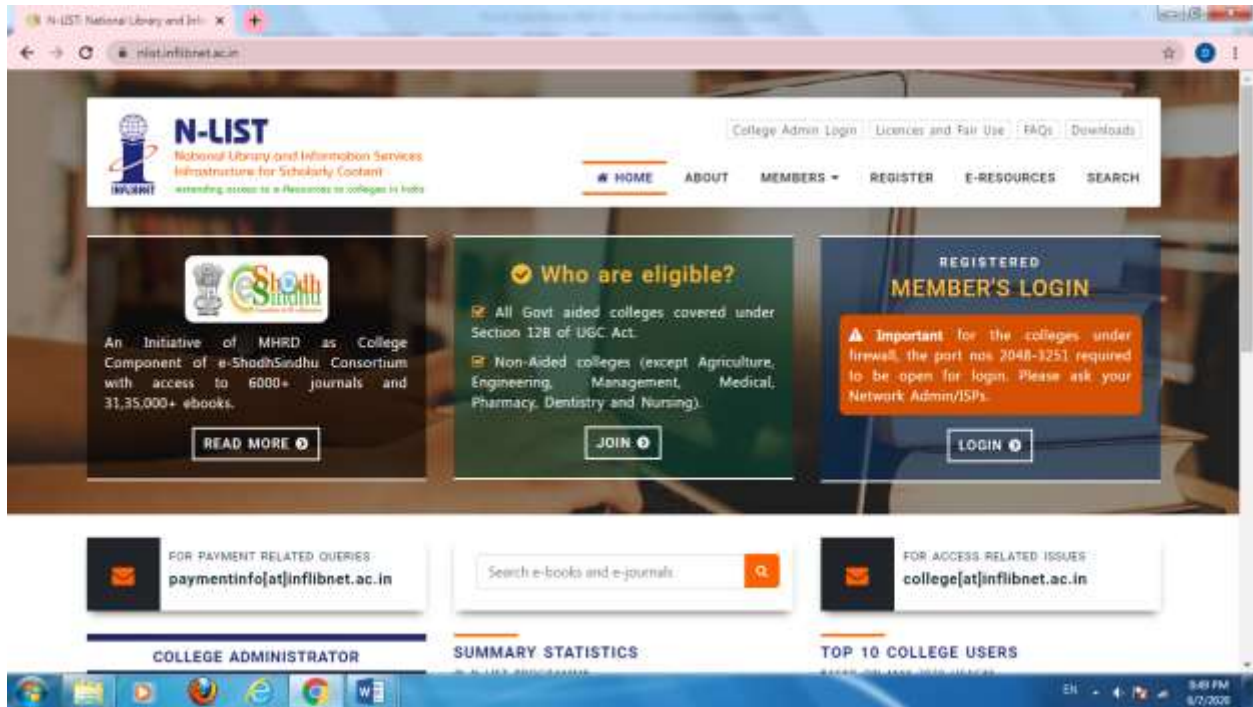 N-LIST: National Library and Inf
nlist.inflibnet.ac.in
N-LIST
National Library and Information Services
Infrastructure for Scholarly Content
extending access to e-Resources to colleges in India
INFLIBNET
College Admin Login
Licences and Fair Use
FAQs
Downloads
HOME
ABOUT
MEMBERS
REGISTER
E-RESOURCES
SEARCH
e-Shodh
Sindhu
An Initiative of MHRD as College
Component of e-ShodhSindhu Consortium
with access to 6000+ journals and
31,35,000+ ebooks.
READ MORE
Who are eligible?
All Govt aided colleges covered under
Section 12B of UGC Act.
Non-Aided colleges (except Agriculture,
Engineering, Management, Medical,
Pharmacy, Dentistry and Nursing).
JOIN
REGISTERED
MEMBER'S LOGIN
Important for the colleges under
firewall, the port nos 2048-3251 required
to be open for login. Please ask your
Network Admin/ISPs.
LOGIN
FOR PAYMENT RELATED QUERIES
paymentinfo[at]inflibnet.ac.in
Search e-books and e-journals
FOR ACCESS RELATED ISSUES
college[at]inflibnet.ac.in
COLLEGE ADMINISTRATOR
SUMMARY STATISTICS
TOP 10 COLLEGE USERS
EN
9:49 PM
6/2/2020